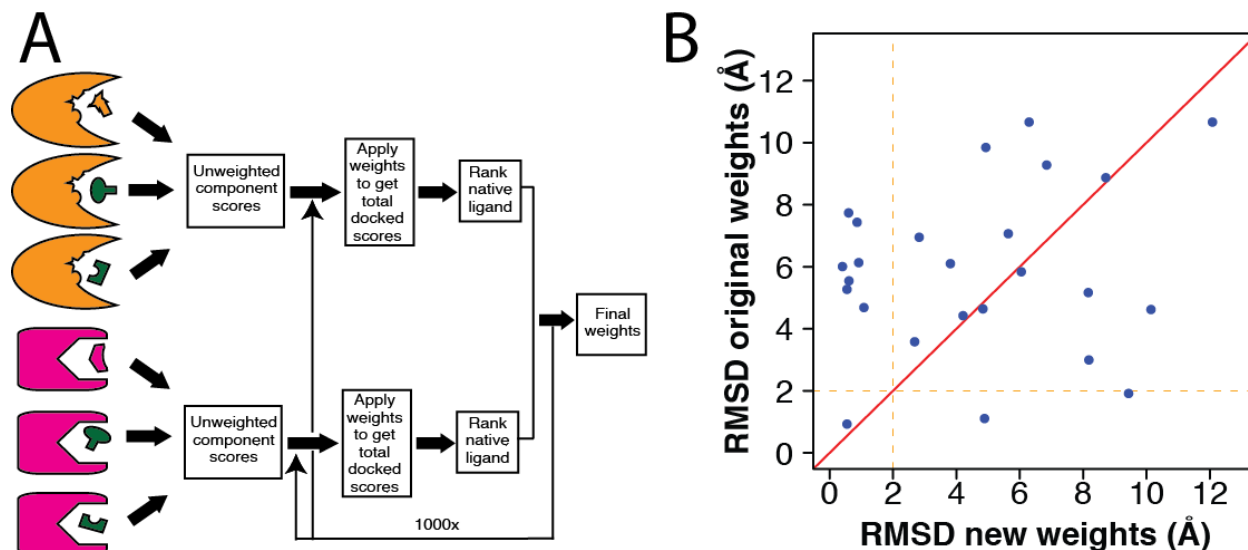 A
Unweighted
component
scores
Apply
weights
to get
total
docked
scores
Rank
native
ligand
Final
weights
Unweighted
component
scores
Apply
weights
to get
total
docked
scores
Rank
native
ligand
1000x
B
RMSD original weights (Å)
12
10
8
6
4
2
0
0 2 4 6 8 10 12
RMSD new weights (Å)